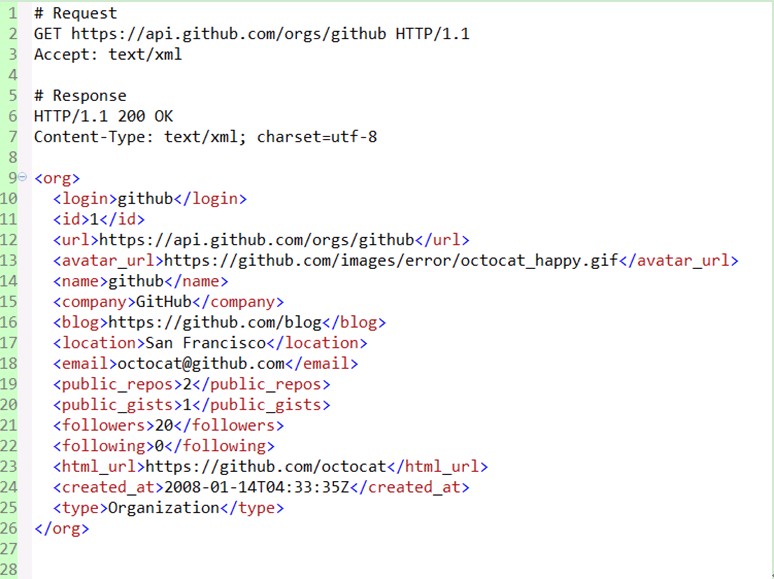 1 # Request
2 GET https://api.github.com/orgs/github HTTP/1.1
3 Accept: text/xml
4
5 # Response
6 HTTP/1.1 200 OK
7 Content-Type: text/xml; charset=utf-8
8
9 <org>
10   <login>github</login>
11   <id>1</id>
12   <url>https://api.github.com/orgs/github</url>
13   <avatar_url>https://github.com/images/error/octocat_happy.gif</avatar_url>
14   <name>github</name>
15   <company>GitHub</company>
16   <blog>https://github.com/blog</blog>
17   <location>San Francisco</location>
18   <email>octocat@github.com</email>
19   <public_repos>2</public_repos>
20   <public_gists>1</public_gists>
21   <followers>20</followers>
22   <following>0</following>
23   <html_url>https://github.com/octocat</html_url>
24   <created_at>2008-01-14T04:33:35Z</created_at>
25   <type>Organization</type>
26 </org>
27
28